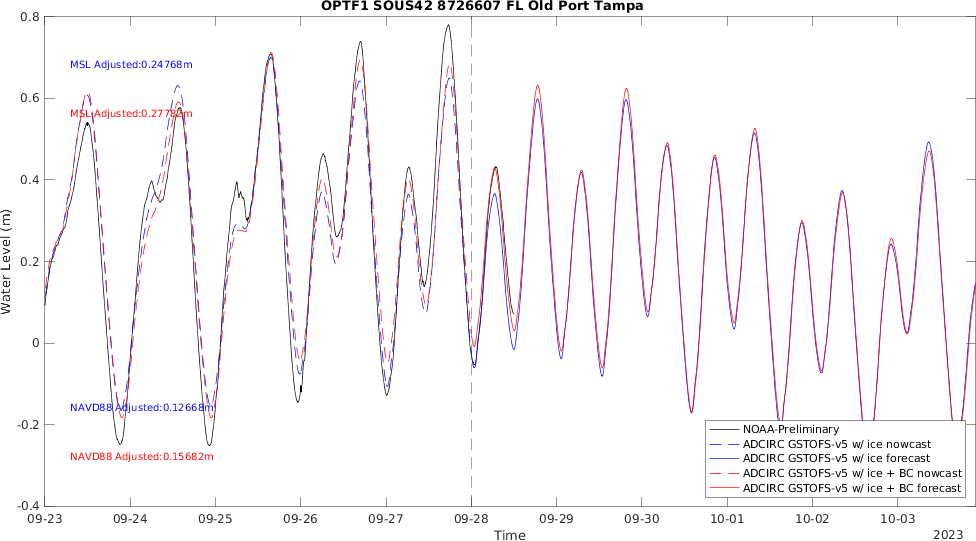 OPTF1 SOUS42 8726607 FL Old Port Tampa
0.8
MSL Adjusted:0.24768m
0.6
MSL Adjusted:0.27782m
0.4
Water Level (m)
0.2
0
NAVD88 Adjusted:0.12668m
-0.2
NOAA-Preliminary
ADCIRC GSTOFS-v5 w/ ice nowcast
NAVD88 Adjusted:0.15682m
ADCIRC GSTOFS-v5 w/ ice forecast
ADCIRC GSTOFS-v5 w/ ice + BC nowcast
ADCIRC GSTOFS-v5 w/ ice + BC forecast
-0.4
09-23 09-24 09-25 09-26 09-27 09-28 09-29 09-30 10-01 10-02 10-03
Time
2023